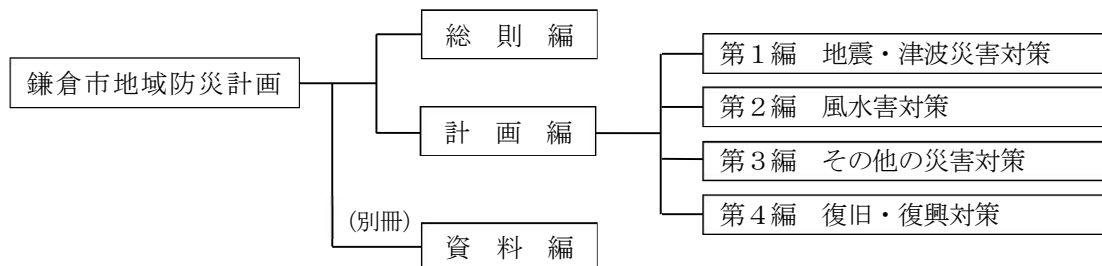 総則編
鎌倉市地域防災計画
計画編
(別冊)
資料編
第1編 地震・津波災害対策
第2編 風水害対策
第3編 その他の災害対策
第4編 復旧・復興対策